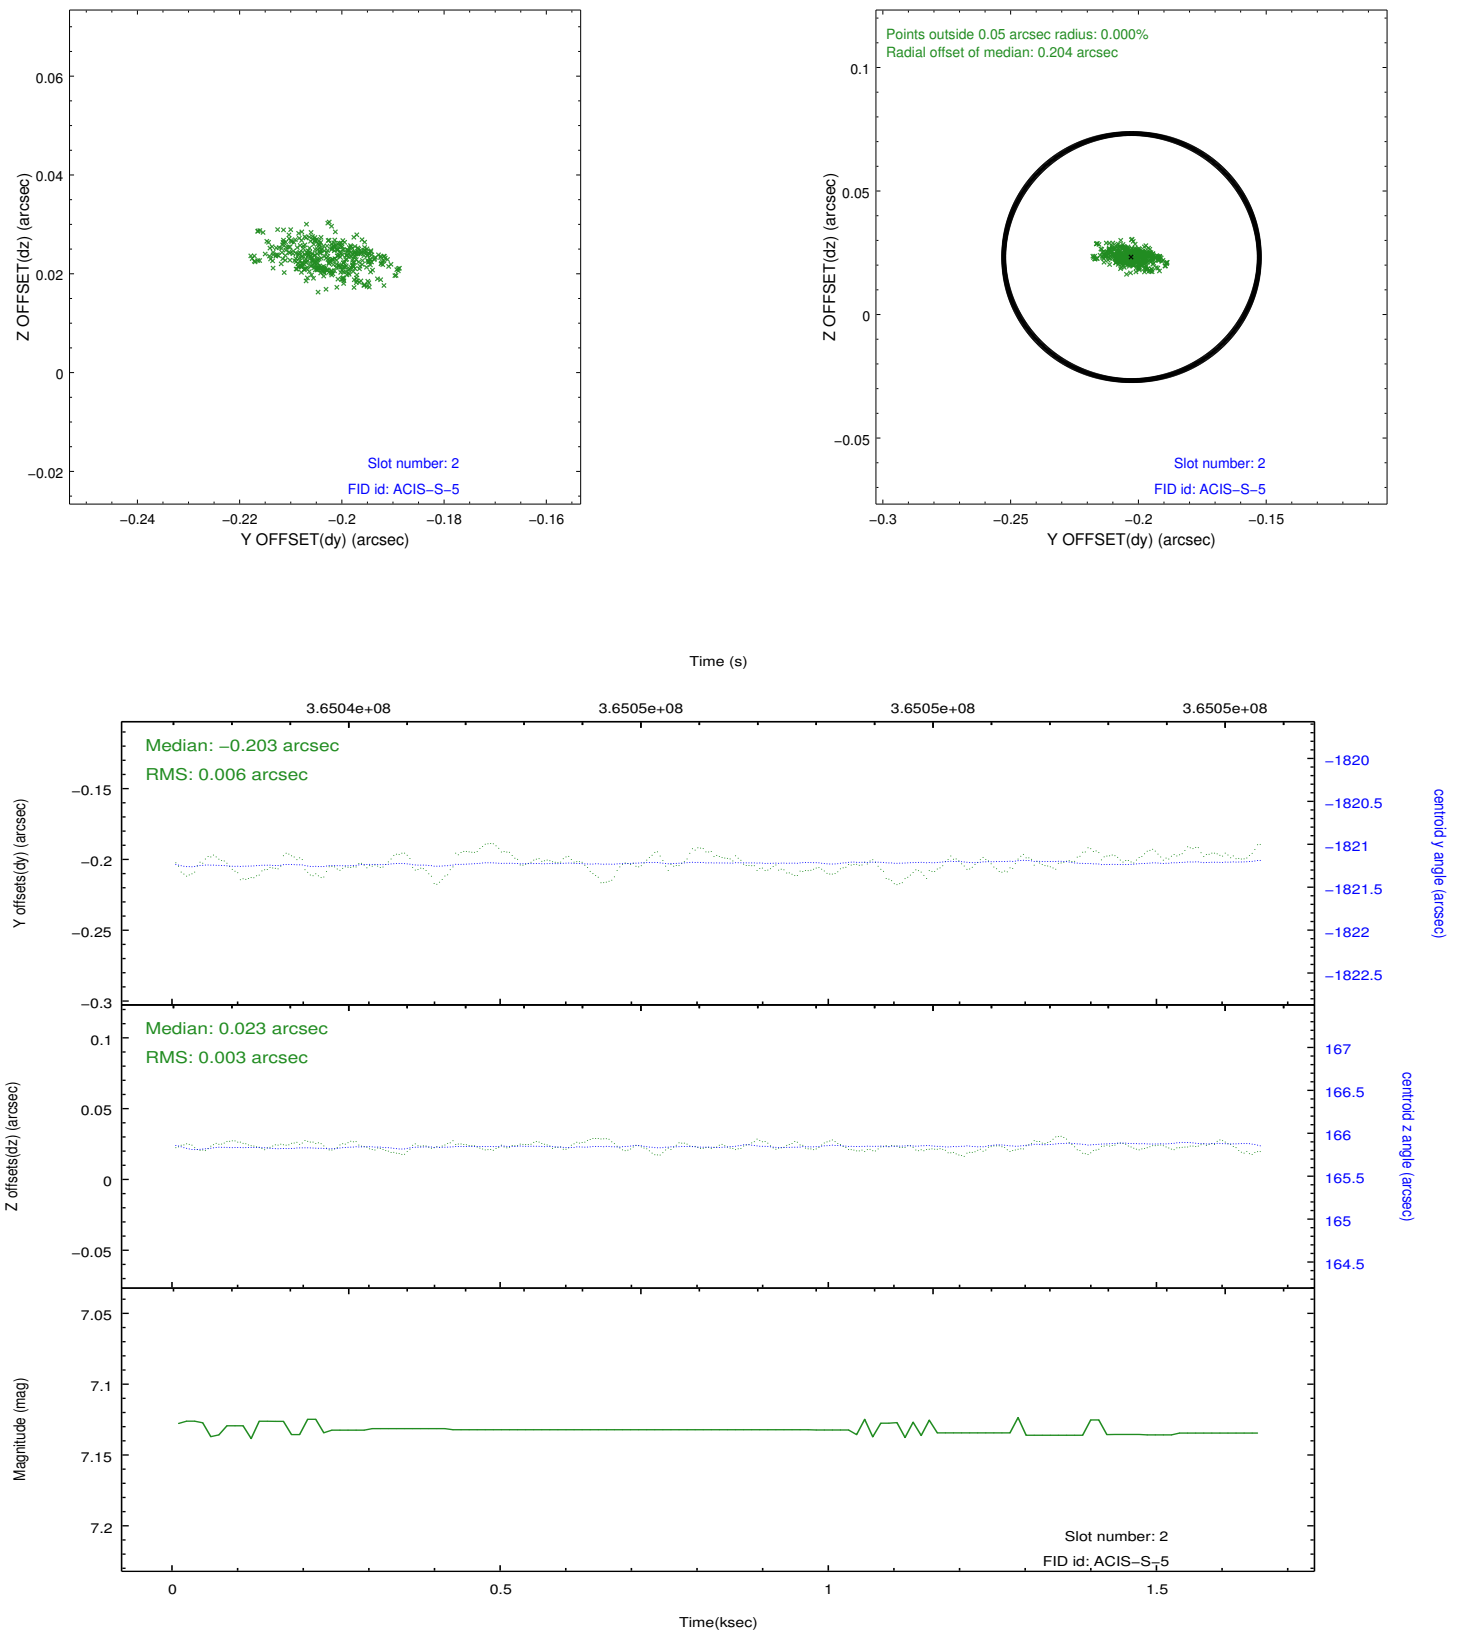 0.06
0.04
0.02
0
−0.02
Z OFFSET(dz) (arcsec)
Slot number: 2
FID id: ACIS−S−5
−0.24
−0.22
−0.2
−0.18
−0.16
Y OFFSET(dy) (arcsec)
Points outside 0.05 arcsec radius: 0.000%
Radial offset of median: 0.204 arcsec
0.1
0.05
0
−0.05
Z OFFSET(dz) (arcsec)
Slot number: 2
FID id: ACIS−S−5
−0.3
−0.25
−0.2
−0.15
Y OFFSET(dy) (arcsec)
Time (s)
3.6504e+08
3.6505e+08
3.6505e+08
3.6505e+08
Median: −0.203 arcsec
RMS: 0.006 arcsec
−0.15
−0.2
−0.25
−0.3
Y offsets(dy) (arcsec)
−1820
−1820.5
−1821
−1821.5
−1822
−1822.5
centroid y angle (arcsec)
Median: 0.023 arcsec
RMS: 0.003 arcsec
0.1
0.05
0
−0.05
Z offsets(dz) (arcsec)
167
166.5
166
165.5
165
164.5
centroid z angle (arcsec)
7.05
7.1
7.15
7.2
Magnitude (mag)
Slot number: 2
FID id: ACIS−S−5
0
0.5
1
1.5
Time(ksec)